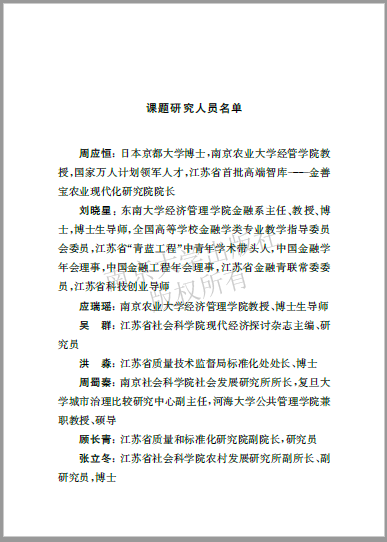 课题研究人员名单
周应恒：日本京都大学博士，南京农业大学经管学院教
授，国家万人计划领军人才，江苏省首批高端智库——金善
宝农业现代化研究院院长
刘晓星：东南大学经济管理学院金融系主任、教授、博
士，博士生导师，全国高等学校金融学类专业教学指导委员
会委员，江苏省“青蓝工程”中青年学术带头人，中国金融学
年会理事，中国金融工程年会理事，江苏省金融青联常委委
员，江苏省科技创业导师
应瑞瑶：南京农业大学经济管理学院教授、博士生导师
吴　群：江苏省社会科学院现代经济探讨杂志主编、研
究员
洪　淼：江苏省质量技术监督局标准化处处长、博士
周蜀秦：南京社会科学院社会发展研究所所长，复旦大
学城市治理比较研究中心副主任，河海大学公共管理学院兼
职教授、硕导
顾长青：江苏省质量和标准化研究院副院长，研究员
张立冬：江苏省社会科学院农村发展研究所副所长、副
研究员，博士
南京大学出版社
版权所有